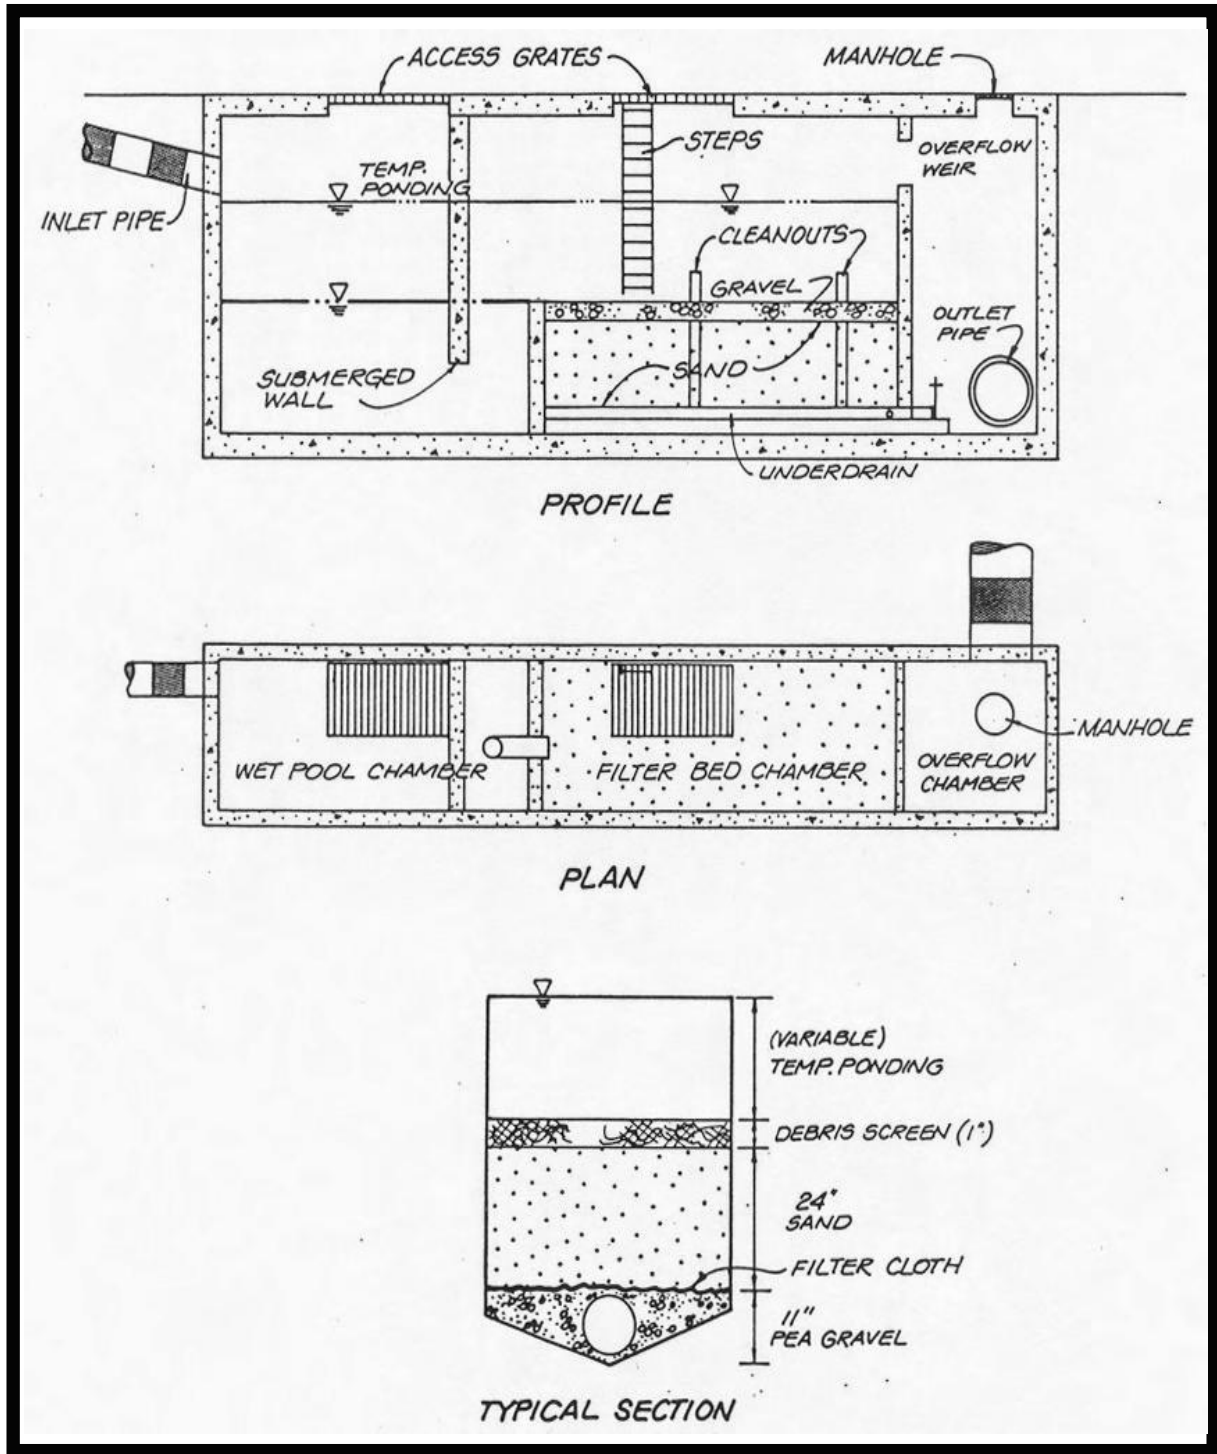 ACCESS GRATES
MANHOLE
STEPS
OVERFLOW
WEIR
TEMP.
PONDING
INLET PIPE
CLEANOUTS
GRAVEL
OUTLET
PIPE
SAND
SUBMERGED
WALL
UNDERDRAIN
PROFILE
MANHOLE
WET POOL CHAMBER
FILTER BED CHAMBER
OVERFLOW
CHAMBER
PLAN
(VARIABLE)
TEMP. PONDING
DEBRIS SCREEN (1")
24"
SAND
FILTER CLOTH
11"
PEA GRAVEL
TYPICAL SECTION